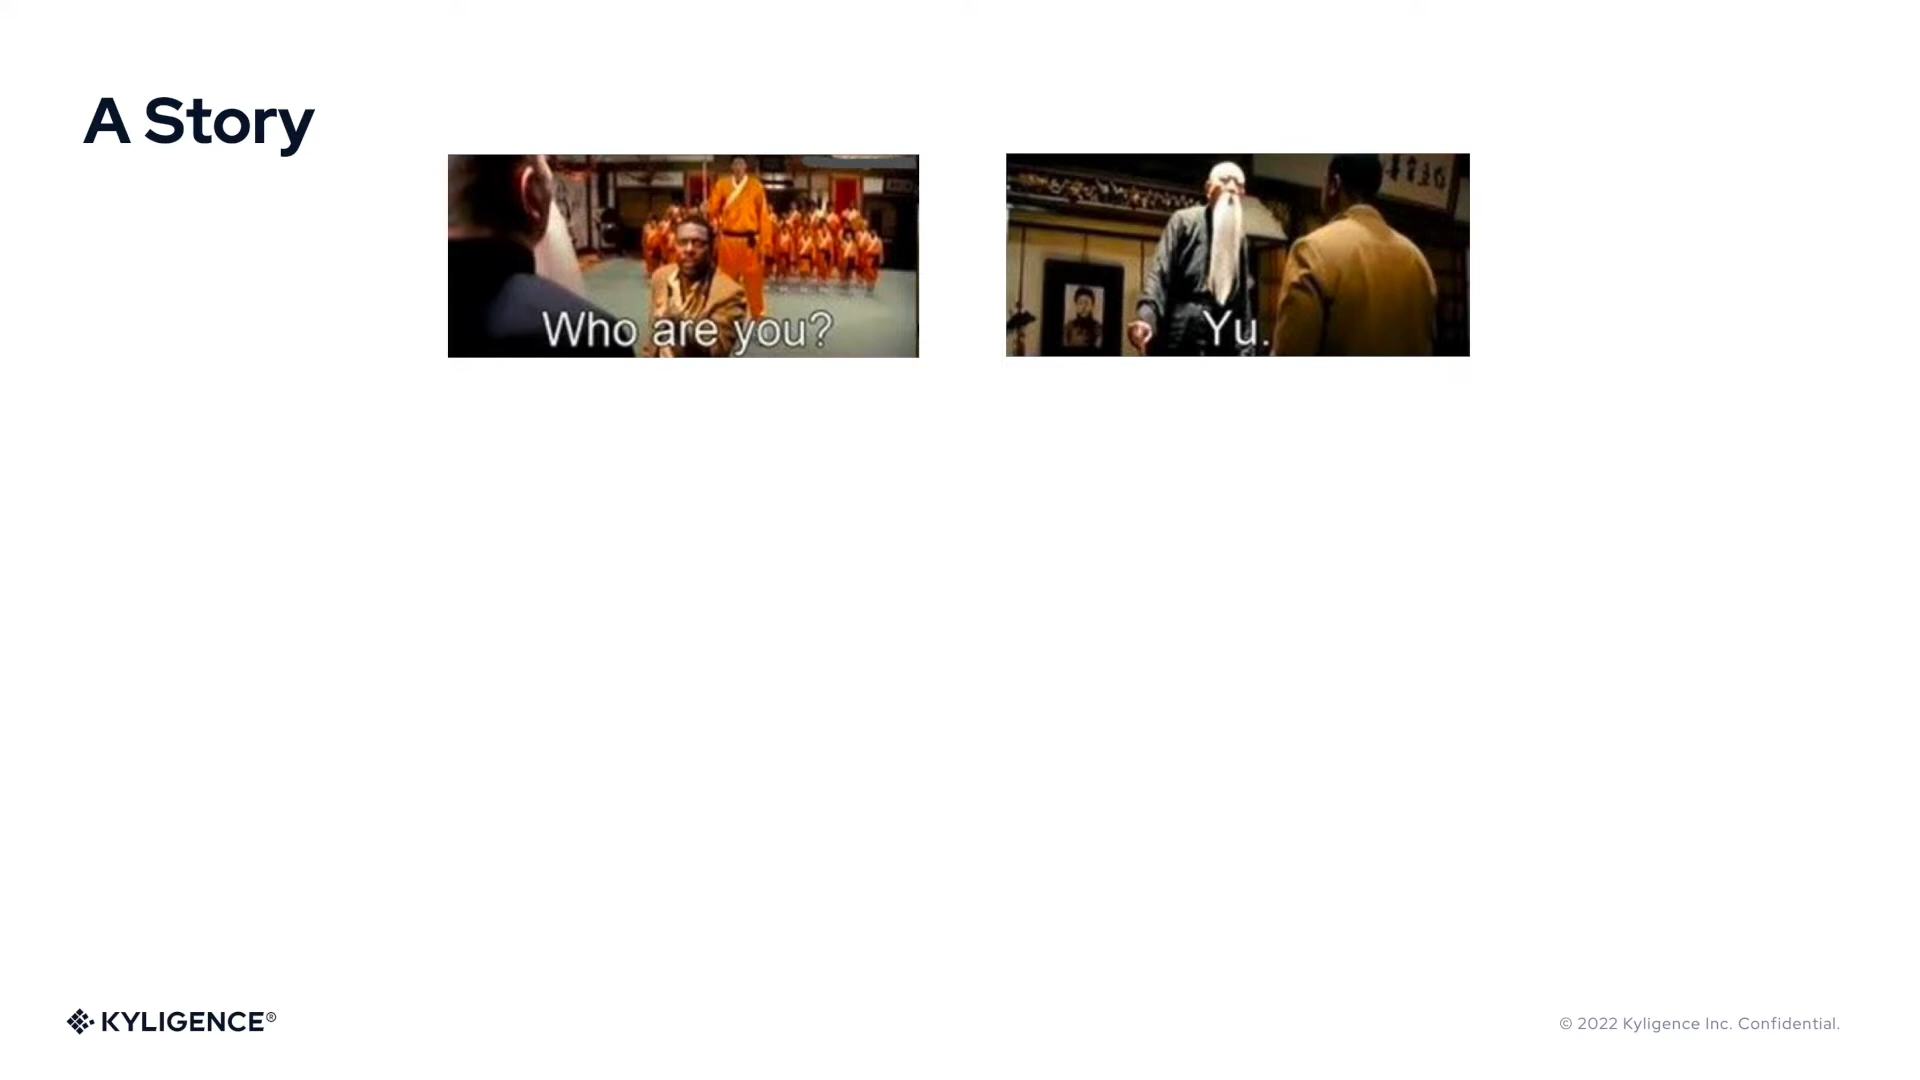 A Story
Who are you?
Yu.
KYLIGENCE®
© 2022 Kyligence Inc. Confidential.